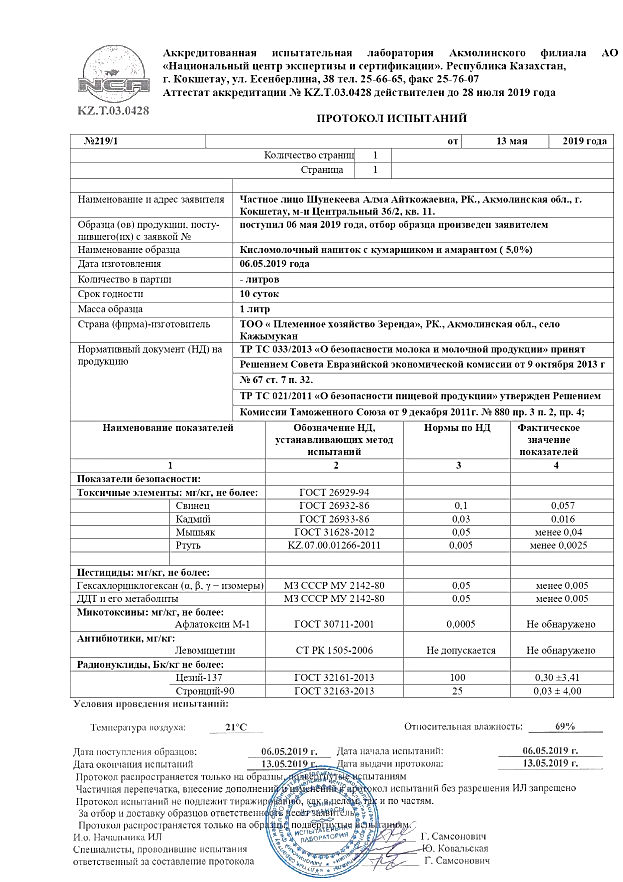 Аккредитованная испытательная лаборатория Акмолинского филиала АО
«Национальный центр экспертизы и сертификации». Республика Казахстан,
г. Кокшетау, ул. Есенберлина, 38 тел. 25-66-65, факс 25-76-07
Аттестат аккредитации № KZ.T.03.0428 действителен до 28 июля 2019 года
NCA
KZ.T.03.0428
ПРОТОКОЛ ИСПЫТАНИЙ
№219/1 от 13 мая 2019 года
Количество страниц 1
Страница 1
Наименование и адрес заявителя Частное лицо Шунекеева Алма Айткожаевна, РК., Акмолинская обл., г.
Кокшетау, м-н Центральный 36/2, кв. 11.
Образца (ов) продукции, посту- поступил 06 мая 2019 года, отбор образца произведен заявителем
пившего(их) с заявкой №
Наименование образца Кисломолочный напиток с кумаршиком и амарантом ( 5,0%)
Дата изготовления 06.05.2019 года
Количество в партии - литров
Срок годности 10 суток
Масса образца 1 литр
Страна (фирма)-изготовитель ТОО « Племенное хозяйство Зеренда», РК., Акмолинская обл., село
Кажымукан
Нормативный документ (НД) на ТР ТС 033/2013 «О безопасности молока и молочной продукции» принят
продукцию Решением Совета Евразийской экономической комиссии от 9 октября 2013 г
№ 67 ст. 7 п. 32.
ТР ТС 021/2011 «О безопасности пищевой продукции» утвержден Решением
Комиссии Таможенного Союза от 9 декабря 2011г. № 880 пр. 3 п. 2, пр. 4;
Наименование показателей Обозначение НД, Нормы по НД Фактическое
устанавливающих метод значение
испытаний показателей
1 2 3 4
Показатели безопасности:
Токсичные элементы: мг/кг, не более: ГОСТ 26929-94
Свинец ГОСТ 26932-86 0,1 0,057
Кадмий ГОСТ 26933-86 0,03 0,016
Мышьяк ГОСТ 31628-2012 0,05 менее 0,04
Ртуть KZ.07.00.01266-2011 0,005 менее 0,0025
Пестициды: мг/кг, не более:
Гексахлорциклогексан (α, β, γ – изомеры) МЗ СССР МУ 2142-80 0,05 менее 0,005
ДДТ и его метаболиты МЗ СССР МУ 2142-80 0,05 менее 0,005
Микотоксины: мг/кг, не более:
Афлатоксин М-1 ГОСТ 30711-2001 0,0005 Не обнаружено
Антибиотики, мг/кг:
Левомицетин СТ РК 1505-2006 Не допускается Не обнаружено
Радионуклиды, Бк/кг не более:
Цезий-137 ГОСТ 32161-2013 100 0,30 ±3,41
Стронций-90 ГОСТ 32163-2013 25 0,03 ± 4,00
Условия проведения испытаний:
Температура воздуха: 21°С Относительная влажность: 69%
Дата поступления образцов: 06.05.2019 г. Дата начала испытаний: 06.05.2019 г.
Дата окончания испытаний 13.05.2019 г. Дата выдачи протокола: 13.05.2019 г.
Протокол распространяется только на образцы, подвергнутые испытаниям
Частичная перепечатка, внесение дополнений и изменений в протокол испытаний без разрешения ИЛ запрещено
Протокол испытаний не подлежит тиражированию, как в целом, так и по частям.
За отбор и доставку образцов ответственность несёт заявитель
Протокол распространяется только на образцы, подвергнутые испытаниям.
И.о. Начальника ИЛ Г. Самсонович
Специалисты, проводившие испытания Ю. Ковальская
ответственный за составление протокола Г. Самсонович
ИСПЫТАТЕЛЬНАЯ
ЛАБОРАТОРИЯ